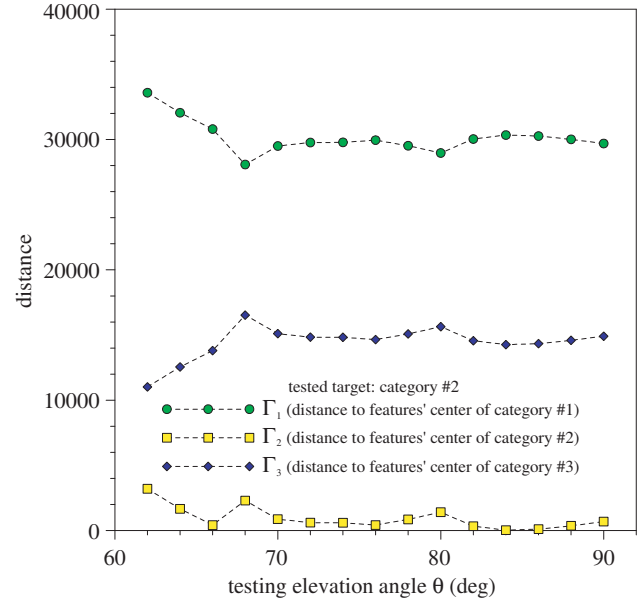 40000
30000
20000
10000
0
distance
tested target: category #2
Γ₁ (distance to features' center of category #1)
Γ₂ (distance to features' center of category #2)
Γ₃ (distance to features' center of category #3)
60 70 80 90
testing elevation angle θ (deg)